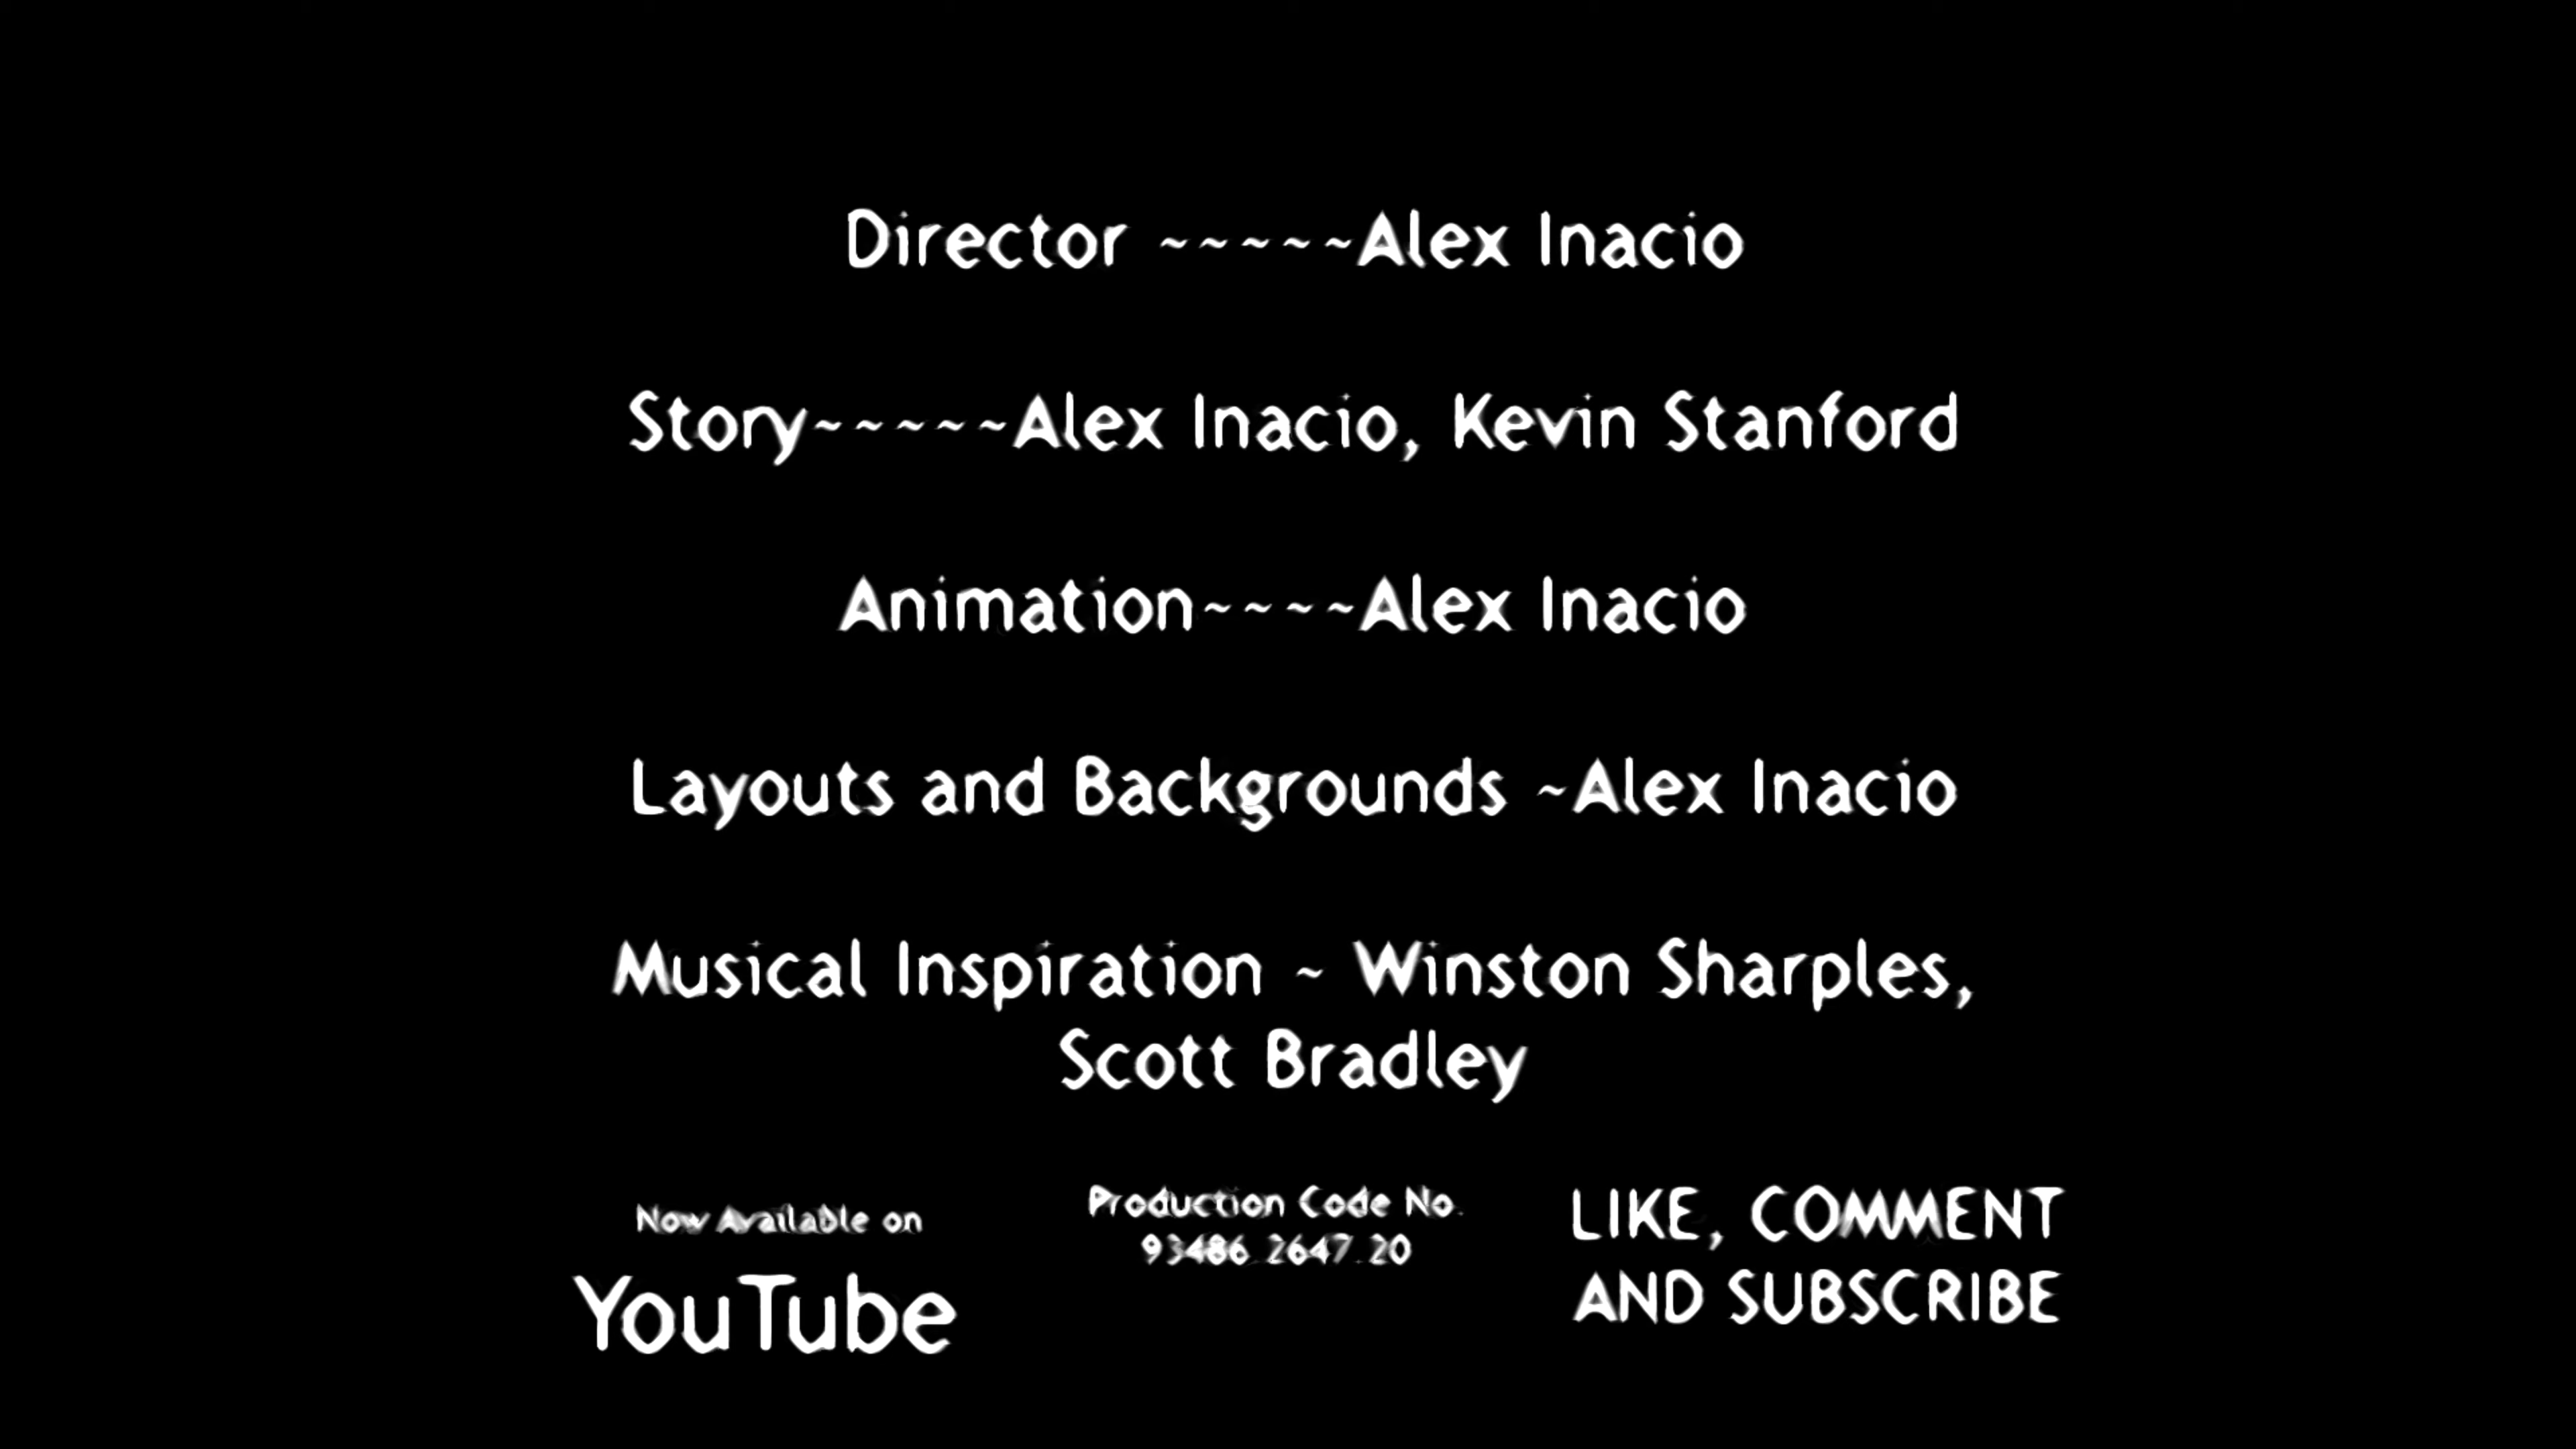 Director ~~~~~Alex Inacio
Story~~~~~Alex Inacio, Kevin Stanford
Animation~~~~Alex Inacio
Layouts and Backgrounds ~Alex Inacio
Musical Inspiration ~ Winston Sharples,
Scott Bradley
Now Available on
YouTube
Production Code No.
93486.2647.20
LIKE, COMMENT
AND SUBSCRIBE